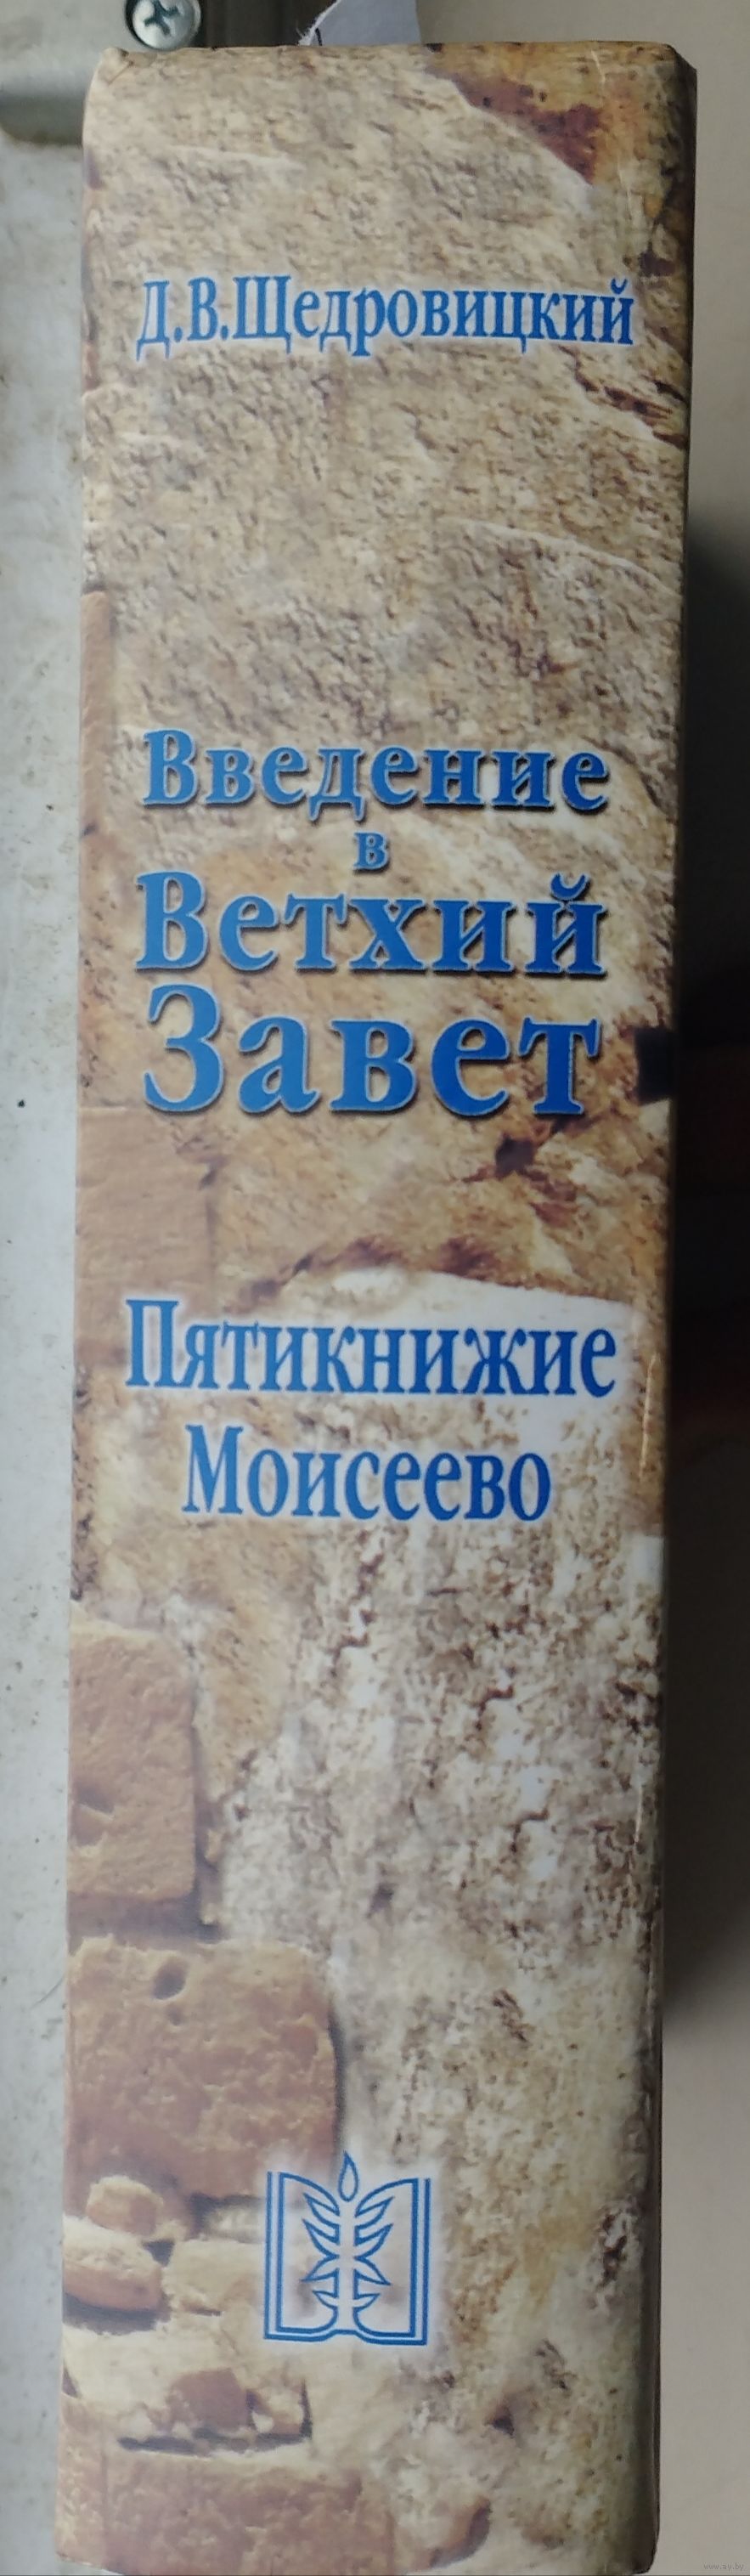 Д.В.Щедровицкий
Введение
в
Ветхий
Завет
Пятикнижие
Моисеево